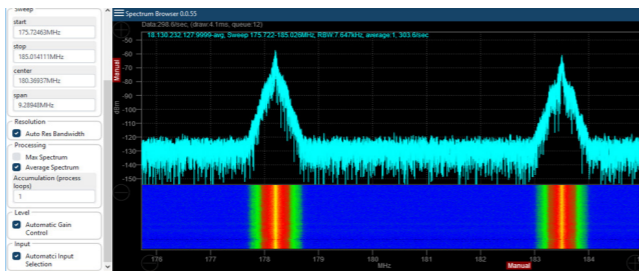 Sweep
start
175.72463MHz
stop
185.014111MHz
center
180.36937MHz
span
9.28948MHz
Resolution
Auto Res Bandwidth
Processing
Max Spectrum
Average Spectrum
Accumulation (process
loops)
1
Level
Automatic Gain
Control
Input
Automatci Input
Selection
Spectrum Browser 0.0.55
Data:298.6/sec, (draw:4.1ms, queue:12)
18.130.232.127:9999-avg, Sweep 175.722-185.026MHz, RBW:7.647kHz, average:1, 303.6/sec
Manual
dBm
-50
-60
-70
-80
-90
-100
-110
-120
-130
-140
-150
176
177
178
179
180
181
182
183
184
MHz
Manual